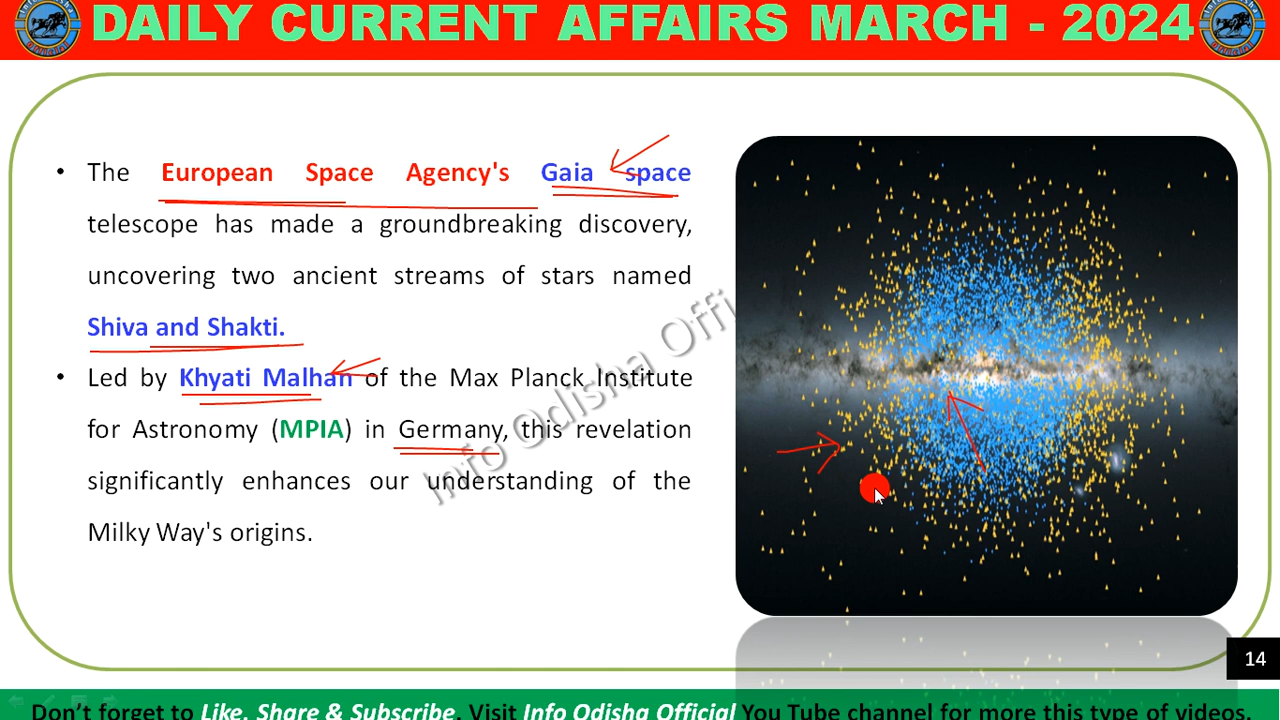 DAILY CURRENT AFFAIRS MARCH - 2024
• The European Space Agency's Gaia space
telescope has made a groundbreaking discovery,
uncovering two ancient streams of stars named
Shiva and Shakti.
• Led by Khyati Malhan of the Max Planck Institute
for Astronomy (MPIA) in Germany, this revelation
significantly enhances our understanding of the
Milky Way's origins.
Info Odisha Offi
14
Don't forget to Like, Share & Subscribe. Visit Info Odisha Official You Tube channel for more this type of videos.